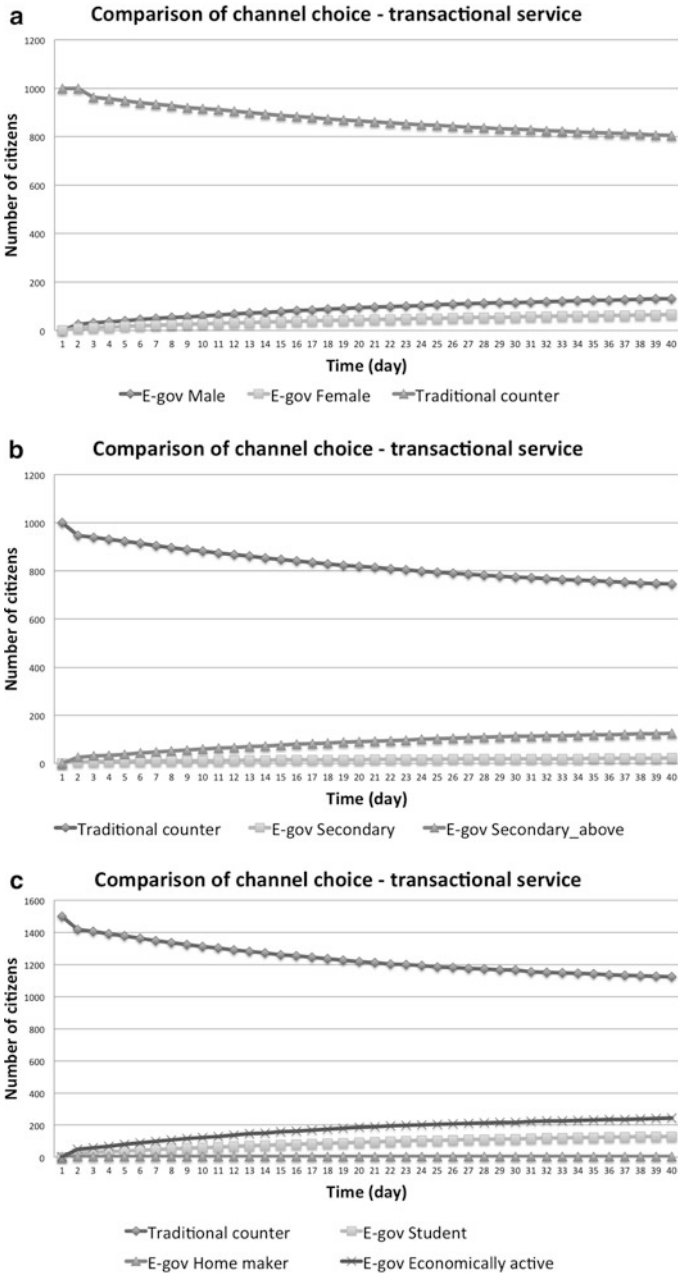 a
Comparison of channel choice - transactional service
Number of citizens
1200
1000
800
600
400
200
0
1 2 3 4 5 6 7 8 9 10 11 12 13 14 15 16 17 18 19 20 21 22 23 24 25 26 27 28 29 30 31 32 33 34 35 36 37 38 39 40
Time (day)
E-gov Male E-gov Female Traditional counter
b
Comparison of channel choice - transactional service
Number of citizens
1200
1000
800
600
400
200
0
1 2 3 4 5 6 7 8 9 10 11 12 13 14 15 16 17 18 19 20 21 22 23 24 25 26 27 28 29 30 31 32 33 34 35 36 37 38 39 40
Time (day)
Traditional counter E-gov Secondary E-gov Secondary_above
c
Comparison of channel choice - transactional service
Number of citizens
1600
1400
1200
1000
800
600
400
200
0
1 2 3 4 5 6 7 8 9 10 11 12 13 14 15 16 17 18 19 20 21 22 23 24 25 26 27 28 29 30 31 32 33 34 35 36 37 38 39 40
Time (day)
Traditional counter E-gov Student
E-gov Home maker E-gov Economically active